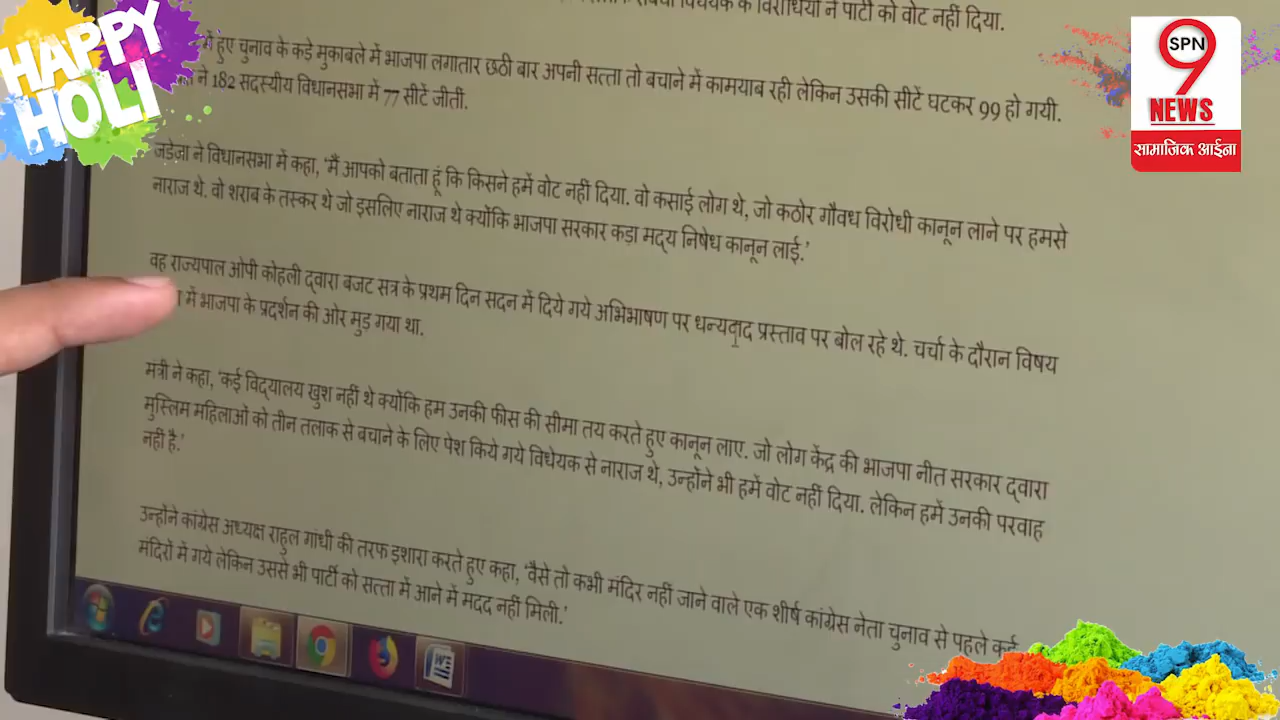 के विरोधियों ने पार्टी को वोट नहीं दिया.
में हुए चुनाव के कडे मुकाबले में भाजपा लगातार छठी बार अपनी सत्ता तो बचाने में कामयाब रही लेकिन उसकी सीटें घटकर 99 हो गयी.
ने 182 सदस्यीय विधानसभा में 77 सीटें जीतीं.
जडेजा ने विधानसभा में कहा, 'मैं आपको बताता हूं कि किसने हमें वोट नहीं दिया. वो कसाई लोग थे, जो कठोर गौवध विरोधी कानून लाने पर हमसे
नाराज थे. वो शराब के तस्कर थे जो इसलिए नाराज थे क्योंकि भाजपा सरकार कड़ा मद्य निषेध कानून लाई.'
वह राज्यपाल ओपी कोहली द्वारा बजट सत्र के प्रथम दिन सदन में दिये गये अभिभाषण पर धन्यवाद प्रस्ताव पर बोल रहे थे. चर्चा के दौरान विषय
में भाजपा के प्रदर्शन की ओर मुड़ गया था.
मंत्री ने कहा, 'कई विद्यालय खुश नहीं थे क्योंकि हम उनकी फीस की सीमा तय करते हुए कानून लाए. जो लोग केंद्र की भाजपा नीत सरकार द्वारा
मुस्लिम महिलाओं को तीन तलाक से बचाने के लिए पेश किये गये विधेयक से नाराज थे, उन्होंने भी हमें वोट नहीं दिया. लेकिन हमें उनकी परवाह
नहीं है.'
उन्होंने कांग्रेस अध्यक्ष राहुल गांधी की तरफ इशारा करते हुए कहा, 'वैसे तो कभी मंदिर नहीं जाने वाले एक शीर्ष कांग्रेस नेता चुनाव से पहले कई
मंदिरों में गये लेकिन उससे भी पार्टी को सत्ता में आने में मदद नहीं मिली.'
HAPPY
HOLI
SPN
9
NEWS
सामाजिक आईना